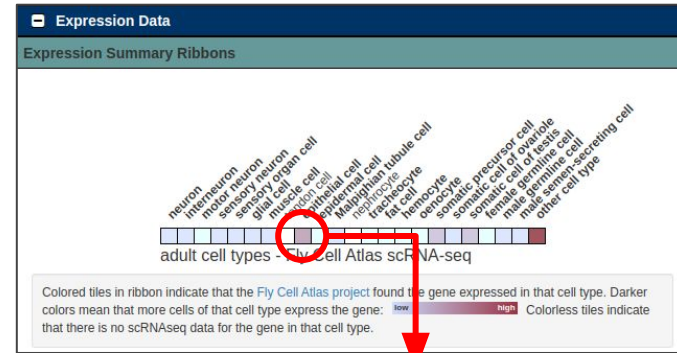 Expression Data
Expression Summary Ribbons
neuron
interneuron
motor neuron
sensory neuron
sensory organ cell
glial cell
muscle cell
tendon cell
epithelial cell
epidermal cell
Malpighian tubule cell
nephrocyte
tracheocyte
fat cell
hemocyte
oenocyte
somatic precursor cell
somatic cell of ovariole
somatic cell of testis
female germline cell
male germline cell
male semen-secreting cell
other cell type
adult cell types - Fly Cell Atlas scRNA-seq
Colored tiles in ribbon indicate that the Fly Cell Atlas project found the gene expressed in that cell type. Darker
colors mean that more cells of that cell type express the gene: low high Colorless tiles indicate
that there is no scRNAseq data for the gene in that cell type.